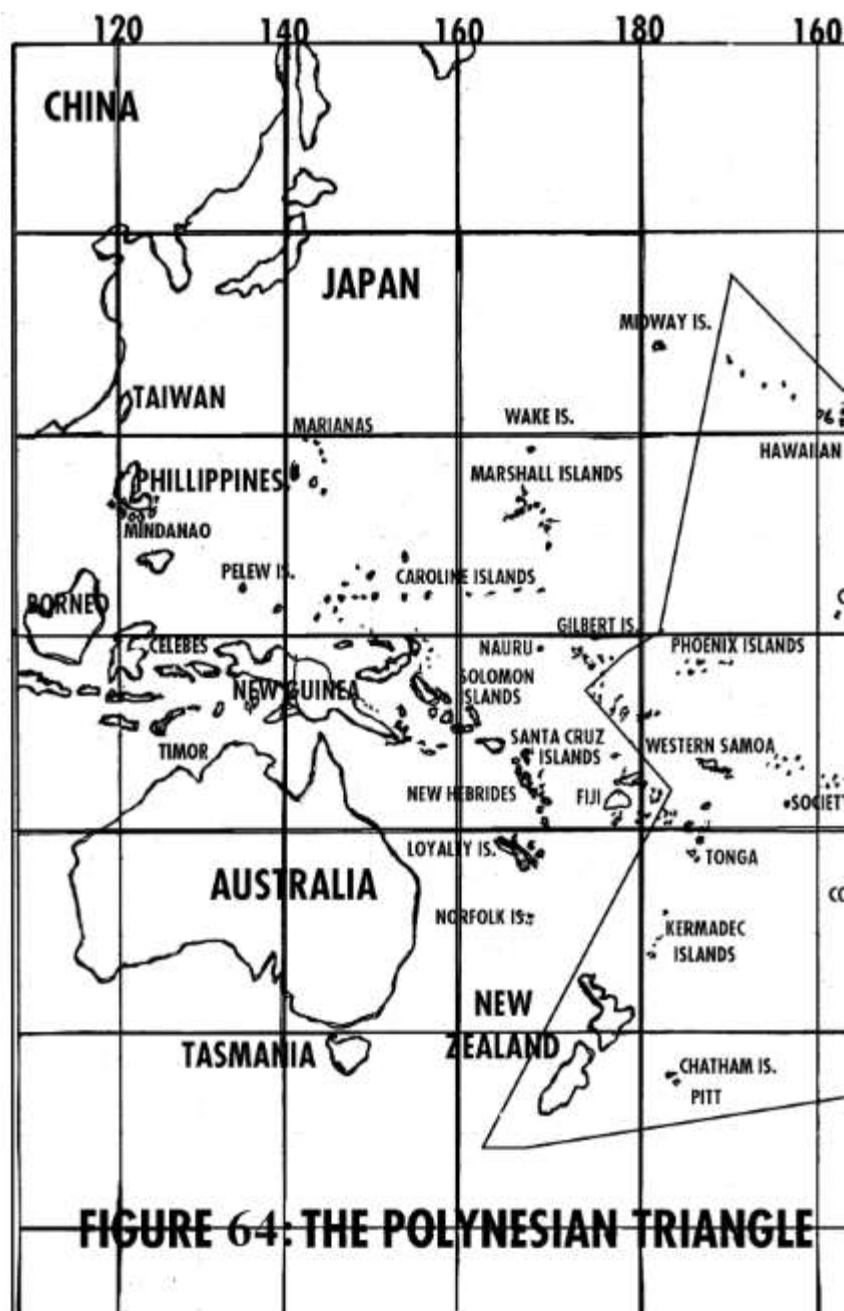 120 140 160 180 160
CHINA
JAPAN
MIDWAY IS.
TAIWAN
MARIANAS
WAKE IS.
HAWAIIAN
PHILLIPPINES
MARSHALL ISLANDS
MINDANAO
PELEW IS.
CAROLINE ISLANDS
BORNEO
GILBERT IS.
CELEBES
NAURU
PHOENIX ISLANDS
NEW GUINEA
SOLOMON
ISLANDS
TIMOR
SANTA CRUZ
ISLANDS
WESTERN SAMOA
NEW HEBRIDES
FIJI
SOCIETY
LOYALTY IS.
TONGA
AUSTRALIA
CO
NORFOLK IS.
KERMADEC
ISLANDS
NEW
ZEALAND
TASMANIA
CHATHAM IS.
PITT
FIGURE 64: THE POLYNESIAN TRIANGLE